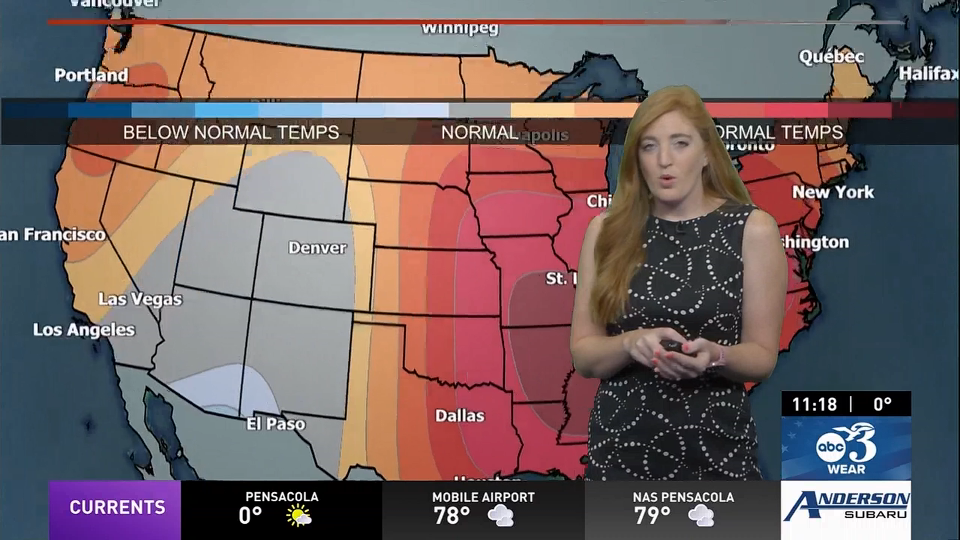 Vancouver
Winnipeg
Québec
Portland
Halifax
BELOW NORMAL TEMPS
NORMAL
ORMAL TEMPS
apolis
oronto
New York
Chi
an Francisco
Denver
shington
Las Vegas
St. L
Los Angeles
Dallas
El Paso
Houston
11:18 | 0°
abc 3
WEAR
CURRENTS
PENSACOLA
0°
MOBILE AIRPORT
78°
NAS PENSACOLA
79°
ANDERSON
SUBARU